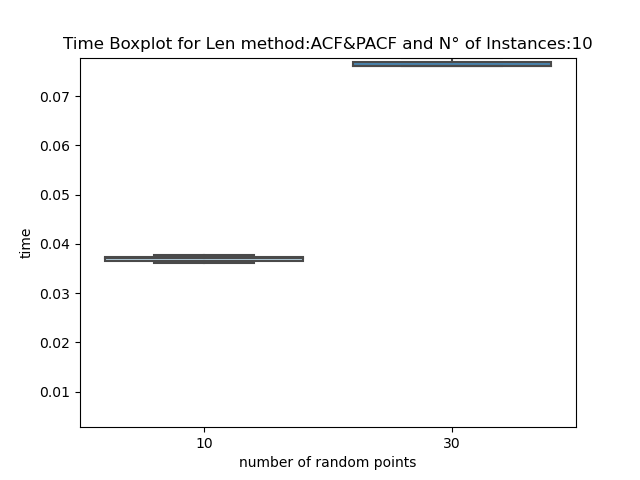 Time Boxplot for Len method:ACF&PACF and N° of Instances:10
0.07
0.06
0.05
0.04
0.03
0.02
0.01
time
10 30
number of random points